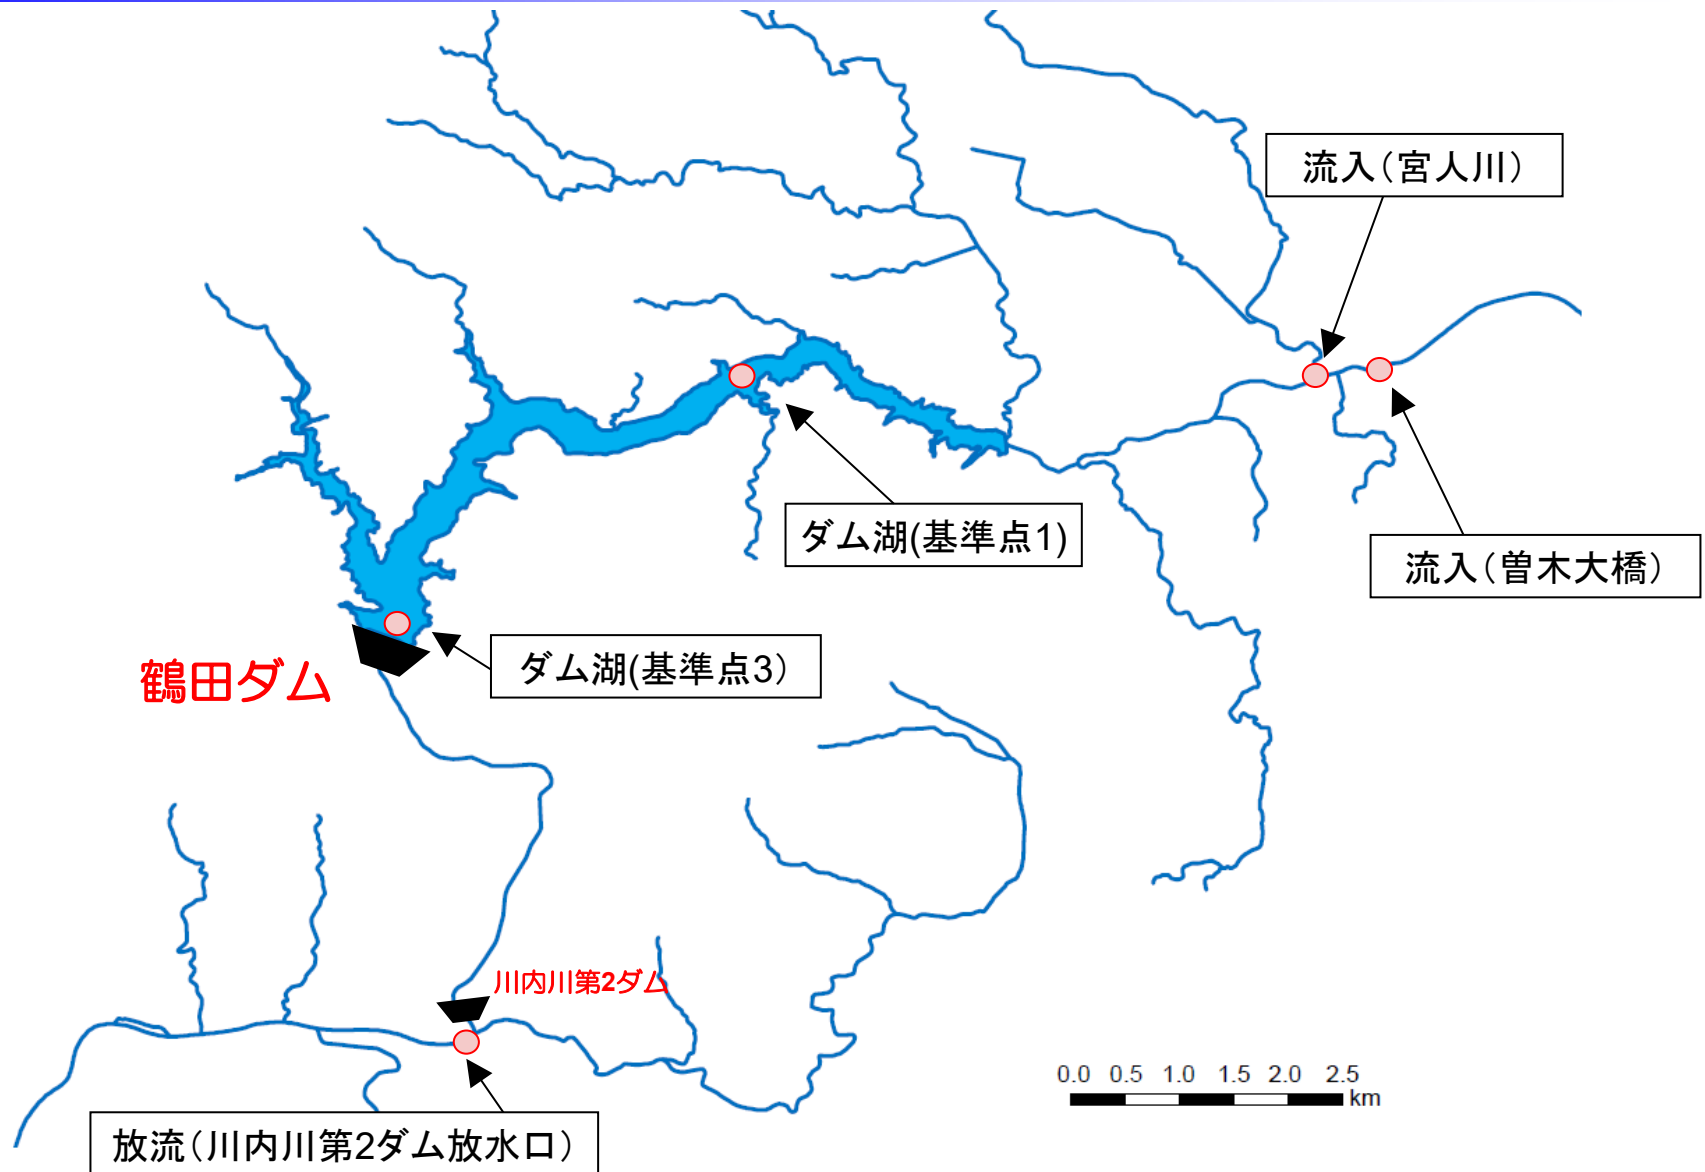 流入（宮人川）
ダム湖(基準点1)
流入（曽木大橋）
ダム湖(基準点3）
鶴田ダム
川内川第2ダム
放流（川内川第2ダム放水口）
0.0 0.5 1.0 1.5 2.0 2.5
km